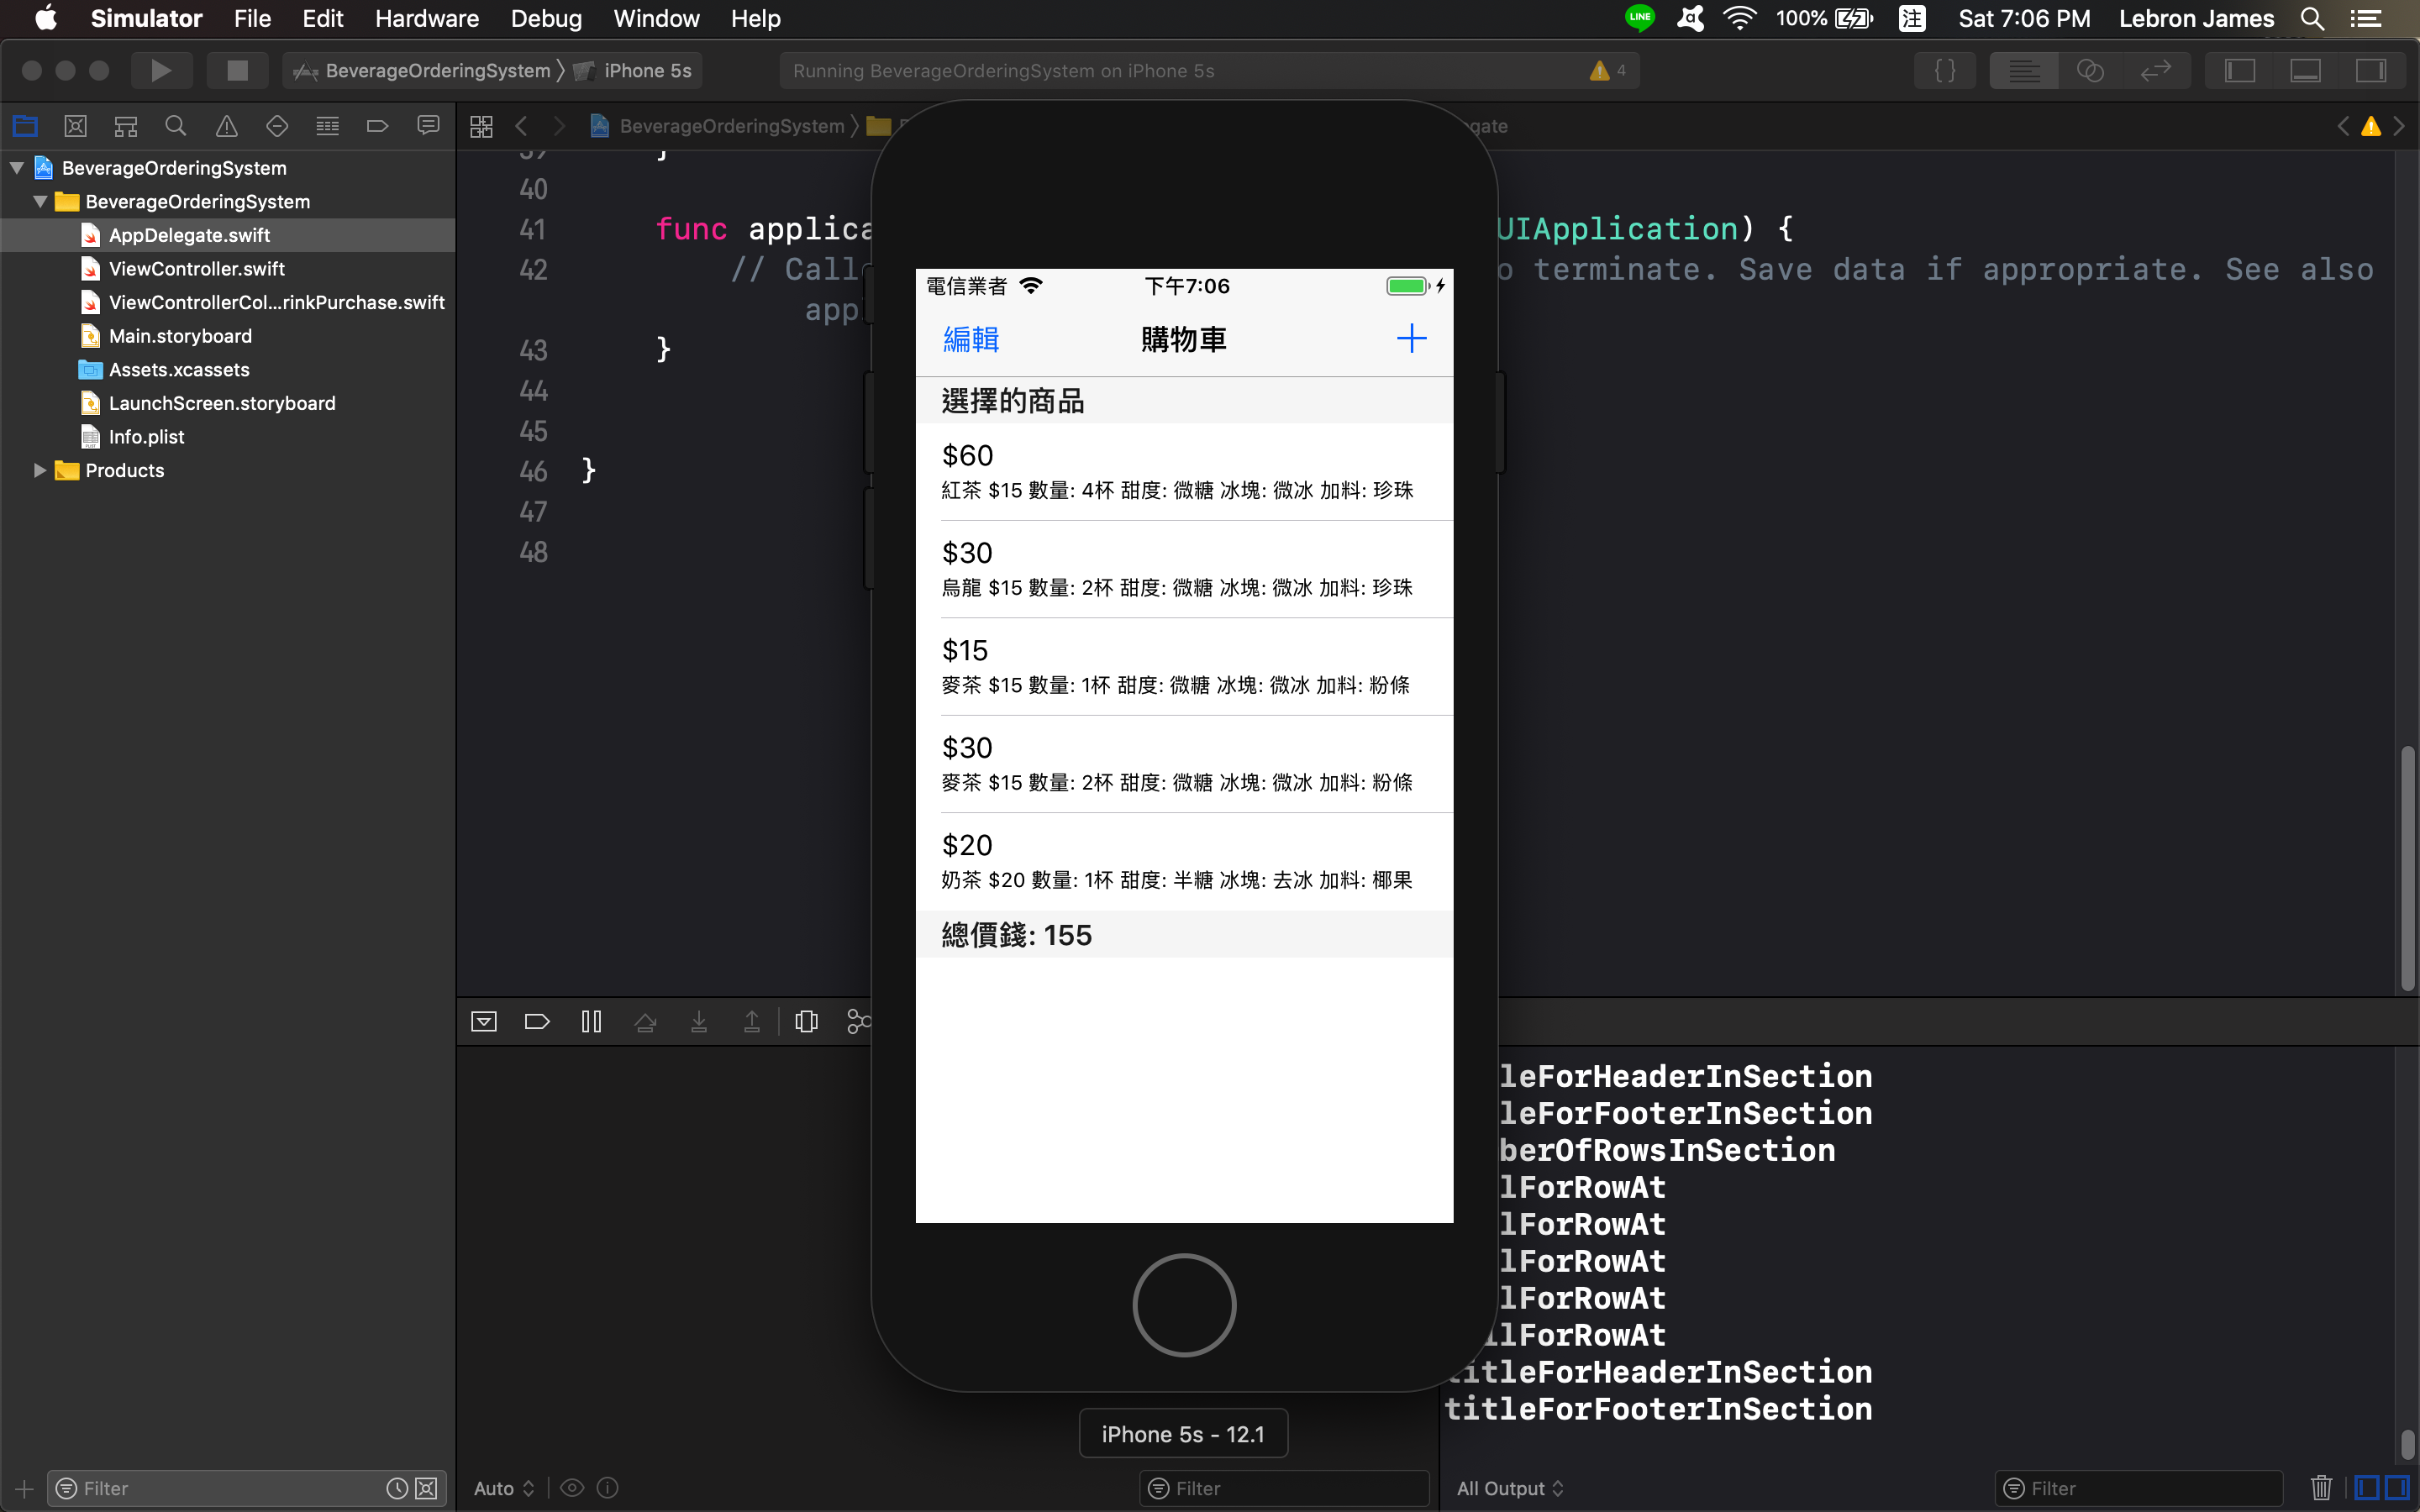 Simulator File Edit Hardware Debug Window Help LINE 100% 注 Sat 7:06 PM Lebron James
BeverageOrderingSystem iPhone 5s Running BeverageOrderingSystem on iPhone 5s 4
BeverageOrderingSystem
BeverageOrderingSystem
BeverageOrderingSystem
AppDelegate.swift
ViewController.swift
ViewControllerCol...rinkPurchase.swift
Main.storyboard
Assets.xcassets
LaunchScreen.storyboard
Info.plist
Products
40
41 func applica UIApplication) {
42 // Call o terminate. Save data if appropriate. See also
app
43 }
44
45
46 }
47
48
電信業者 下午7:06
編輯 購物車 +
選擇的商品
$60
紅茶 $15 數量: 4杯 甜度: 微糖 冰塊: 微冰 加料: 珍珠
$30
烏龍 $15 數量: 2杯 甜度: 微糖 冰塊: 微冰 加料: 珍珠
$15
麥茶 $15 數量: 1杯 甜度: 微糖 冰塊: 微冰 加料: 粉條
$30
麥茶 $15 數量: 2杯 甜度: 微糖 冰塊: 微冰 加料: 粉條
$20
奶茶 $20 數量: 1杯 甜度: 半糖 冰塊: 去冰 加料: 椰果
總價錢: 155
leForHeaderInSection
leForFooterInSection
berOfRowsInSection
lForRowAt
lForRowAt
lForRowAt
lForRowAt
llForRowAt
titleForHeaderInSection
titleForFooterInSection
iPhone 5s - 12.1
Filter Auto Filter All Output Filter